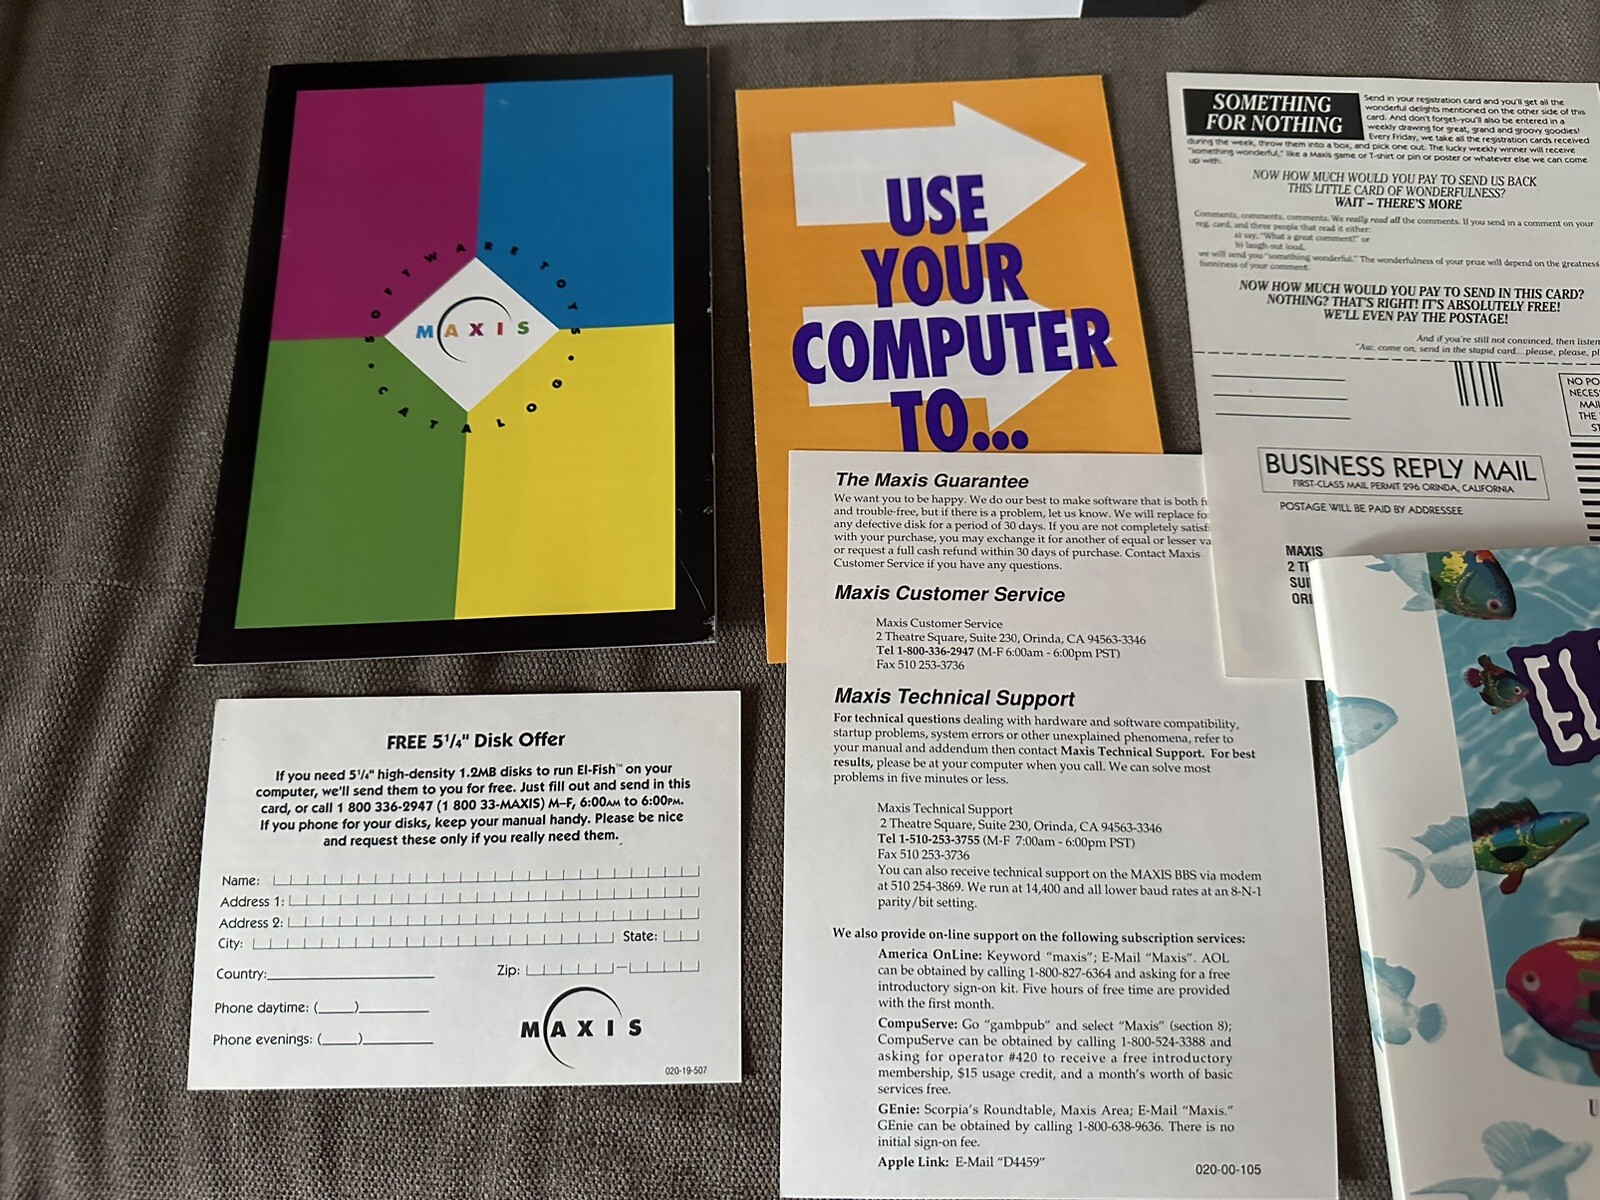 SOFTWARE TOYS • CATALOG •
MAXIS
USE
YOUR
COMPUTER
TO...
SOMETHING
FOR NOTHING
Send in your registration card and you'll get all the
wonderful delights mentioned on the other side of this
card. And don't forget–you'll also be entered in a
weekly drawing for great, grand and groovy goodies!
Every Friday, we take all the registration cards received
during the week, throw them into a box, and pick one out. The lucky weekly winner will receive
"something wonderful," like a Maxis game or T-shirt or pin or poster or whatever else we can come
up with.
NOW HOW MUCH WOULD YOU PAY TO SEND US BACK
THIS LITTLE CARD OF WONDERFULNESS?
WAIT – THERE'S MORE
Comments, comments, comments. We really read all the comments. If you send in a comment on your
reg. card, and three people that read it either:
a) say, "What a great comment!" or
b) laugh out loud,
we will send you "something wonderful." The wonderfulness of your prize will depend on the greatness
funniness of your comment.
NOW HOW MUCH WOULD YOU PAY TO SEND IN THIS CARD?
NOTHING? THAT'S RIGHT! IT'S ABSOLUTELY FREE!
WE'LL EVEN PAY THE POSTAGE!
And if you're still not convinced, then listen
"Aw, come on, send in the stupid card...please, please, pl
NO PO
NECES
MAI
THE
ST
BUSINESS REPLY MAIL
FIRST-CLASS MAIL PERMIT 296 ORINDA, CALIFORNIA
POSTAGE WILL BE PAID BY ADDRESSEE
MAXIS
2 TH
SUI
ORI
The Maxis Guarantee
We want you to be happy. We do our best to make software that is both fu
and trouble-free, but if there is a problem, let us know. We will replace fo
any defective disk for a period of 30 days. If you are not completely satisf
with your purchase, you may exchange it for another of equal or lesser va
or request a full cash refund within 30 days of purchase. Contact Maxis
Customer Service if you have any questions.
Maxis Customer Service
Maxis Customer Service
2 Theatre Square, Suite 230, Orinda, CA 94563-3346
Tel 1-800-336-2947 (M-F 6:00am - 6:00pm PST)
Fax 510 253-3736
Maxis Technical Support
For technical questions dealing with hardware and software compatibility,
startup problems, system errors or other unexplained phenomena, refer to
your manual and addendum then contact Maxis Technical Support. For best
results, please be at your computer when you call. We can solve most
problems in five minutes or less.
Maxis Technical Support
2 Theatre Square, Suite 230, Orinda, CA 94563-3346
Tel 1-510-253-3755 (M-F 7:00am - 6:00pm PST)
Fax 510 253-3736
You can also receive technical support on the MAXIS BBS via modem
at 510 254-3869. We run at 14,400 and all lower baud rates at an 8-N-1
parity/bit setting.
We also provide on-line support on the following subscription services:
America OnLine: Keyword "maxis"; E-Mail "Maxis". AOL
can be obtained by calling 1-800-827-6364 and asking for a free
introductory sign-on kit. Five hours of free time are provided
with the first month.
CompuServe: Go "gambpub" and select "Maxis" (section 8);
CompuServe can be obtained by calling 1-800-524-3388 and
asking for operator #420 to receive a free introductory
membership, $15 usage credit, and a month's worth of basic
services free.
GEnie: Scorpia's Roundtable, Maxis Area; E-Mail "Maxis."
GEnie can be obtained by calling 1-800-638-9636. There is no
initial sign-on fee.
Apple Link: E-Mail "D4459"
020-00-105
FREE 5¹/₄" Disk Offer
If you need 5¹/₄" high-density 1.2MB disks to run El-Fish™ on your
computer, we'll send them to you for free. Just fill out and send in this
card, or call 1 800 336-2947 (1 800 33-MAXIS) M–F, 6:00AM to 6:00PM.
If you phone for your disks, keep your manual handy. Please be nice
and request these only if you really need them.
Name:
Address 1:
Address 2:
City: State:
Country: Zip:
Phone daytime: (____)
Phone evenings: (____)
MAXIS
020-19-507
EL
U